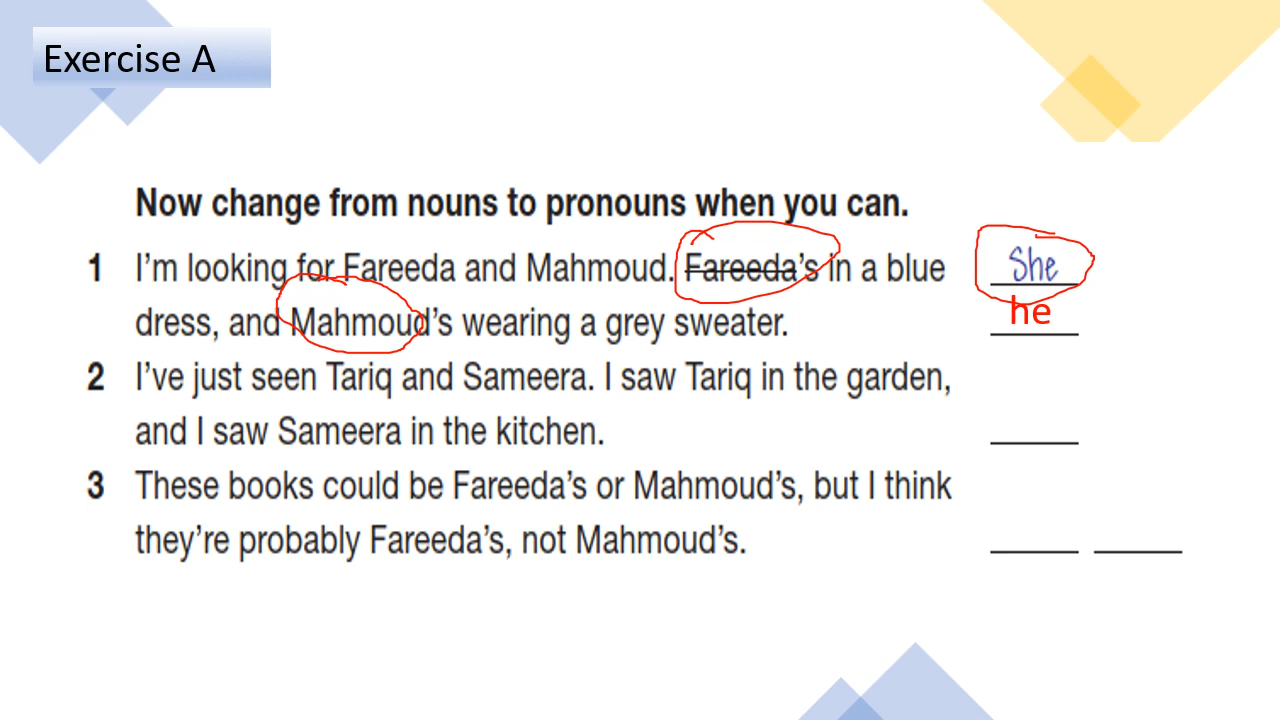 Exercise A
Now change from nouns to pronouns when you can.
1 I'm looking for Fareeda and Mahmoud. Fareeda's in a blue She
dress, and Mahmoud's wearing a grey sweater. he
2 I've just seen Tariq and Sameera. I saw Tariq in the garden,
and I saw Sameera in the kitchen.
3 These books could be Fareeda's or Mahmoud's, but I think
they're probably Fareeda's, not Mahmoud's.